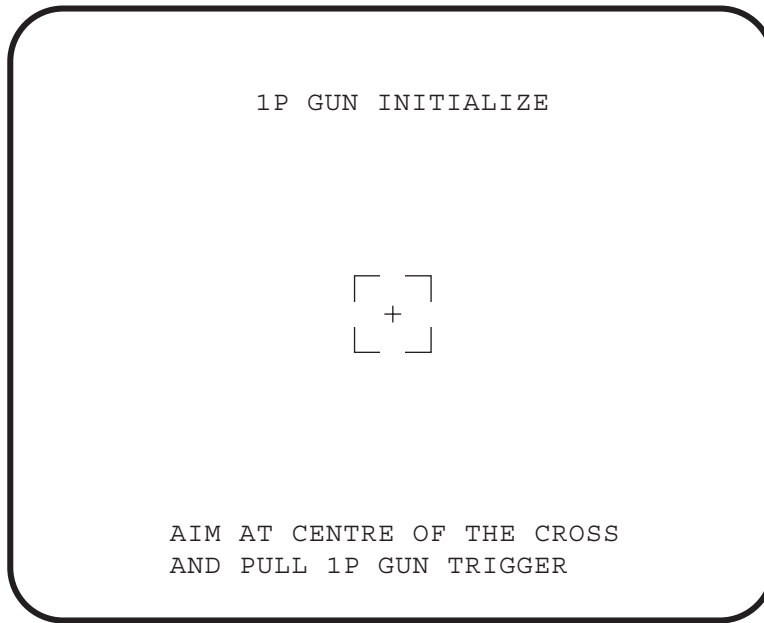 1P GUN INITIALIZE
AIM AT CENTRE OF THE CROSS
AND PULL 1P GUN TRIGGER